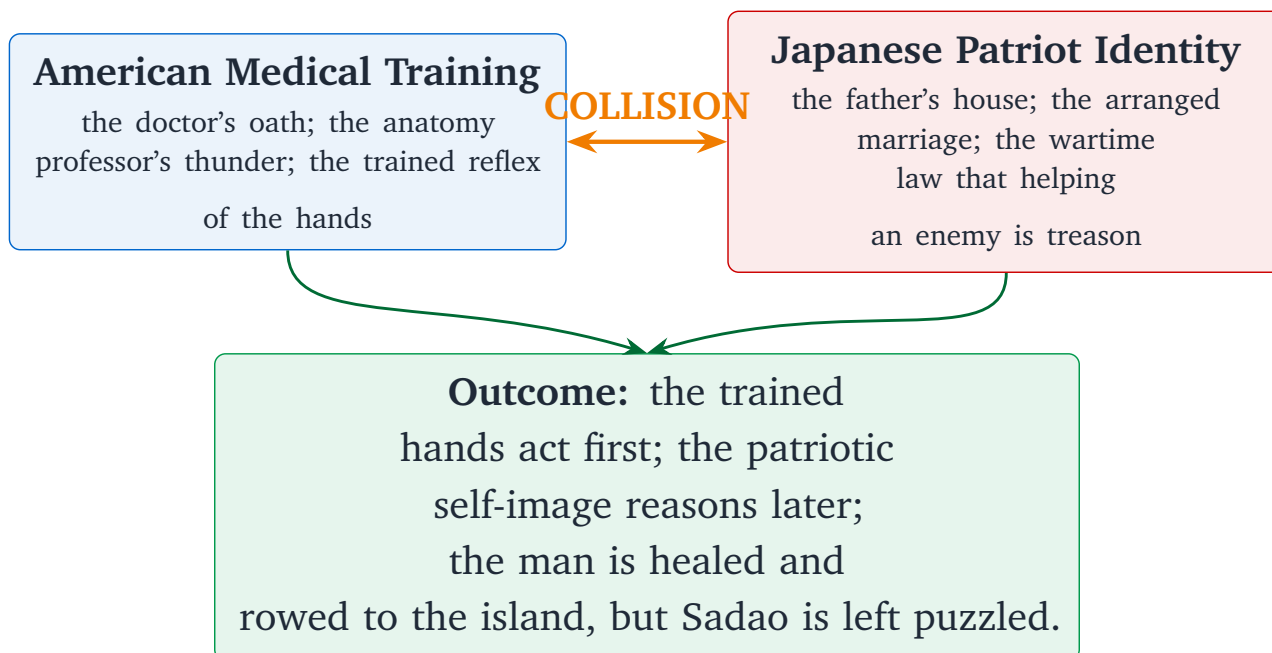 American Medical Training
the doctor’s oath; the anatomy
professor’s thunder; the trained reflex
of the hands
COLLISION
Japanese Patriot Identity
the father’s house; the arranged
marriage; the wartime
law that helping
an enemy is treason
Outcome: the trained
hands act first; the patriotic
self-image reasons later;
the man is healed and
rowed to the island, but Sadao is left puzzled.